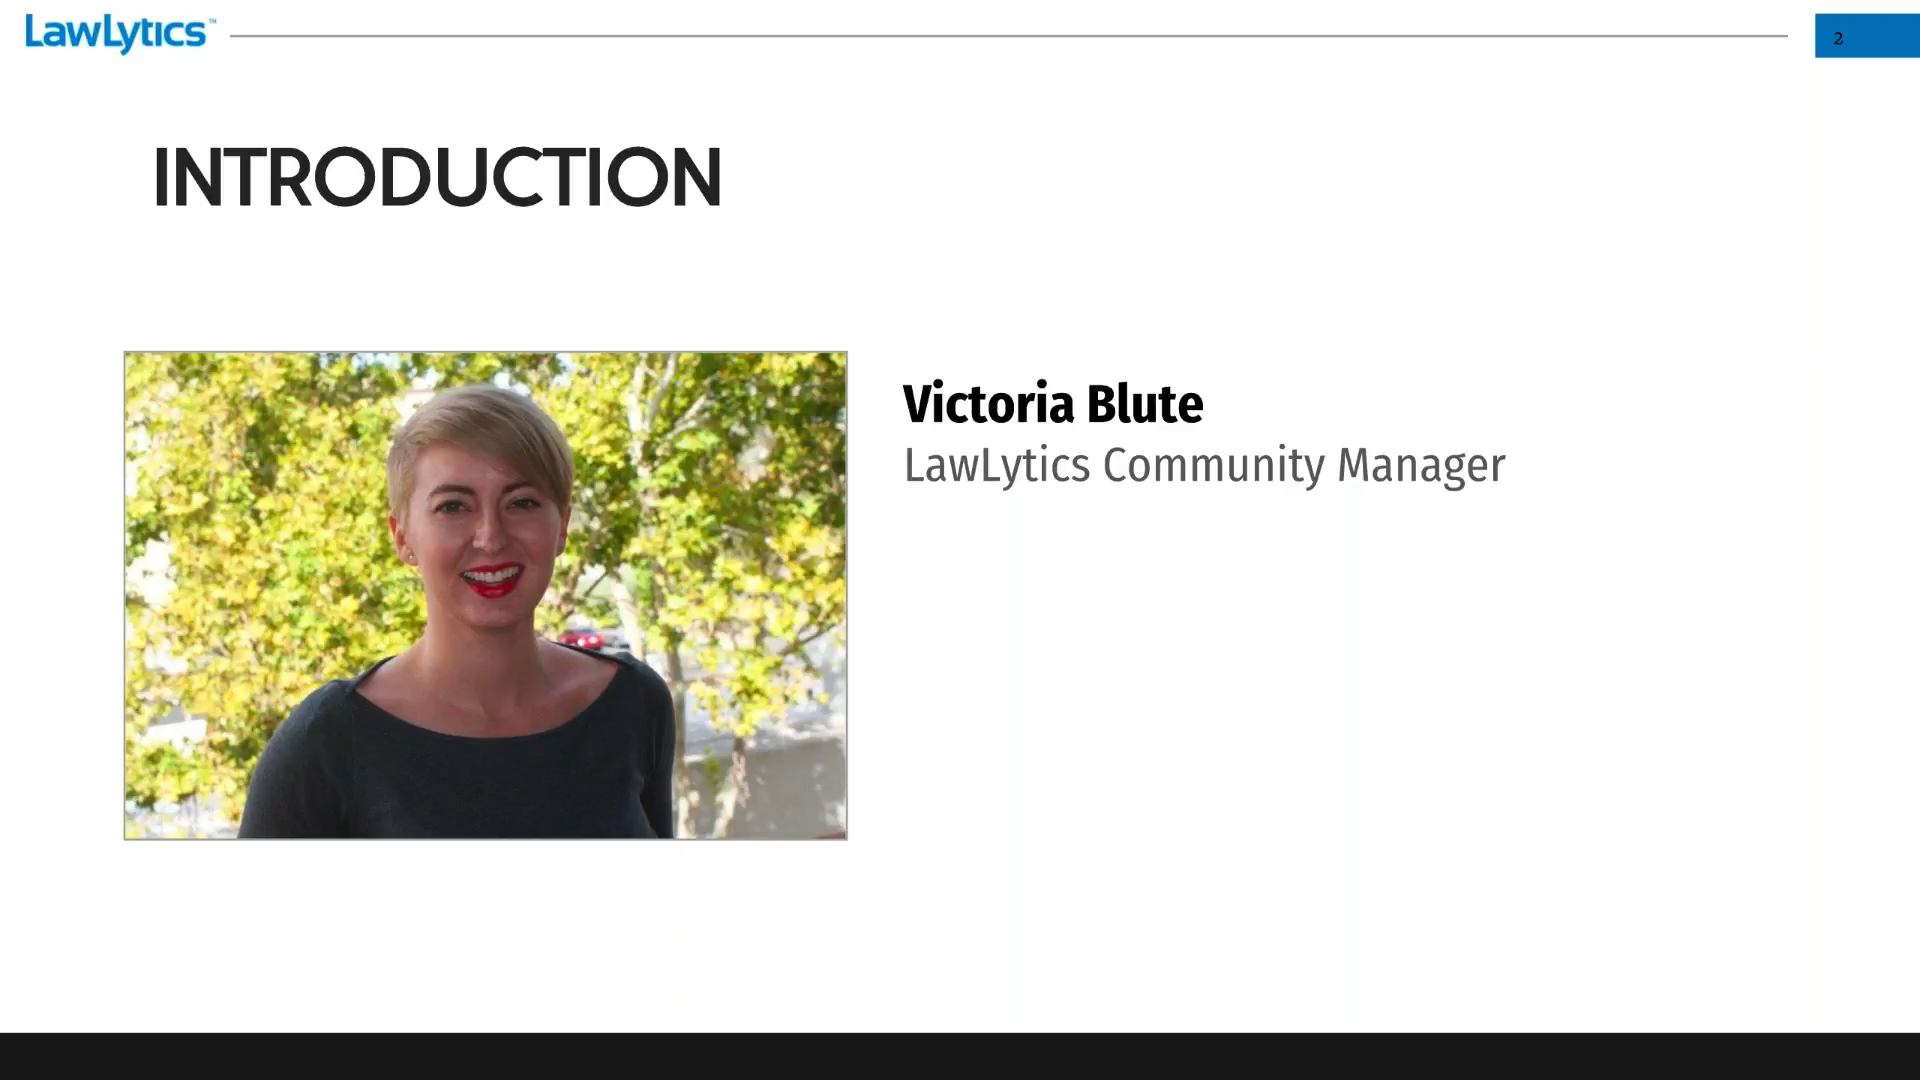 LawLytics™
2
INTRODUCTION
Victoria Blute
LawLytics Community Manager